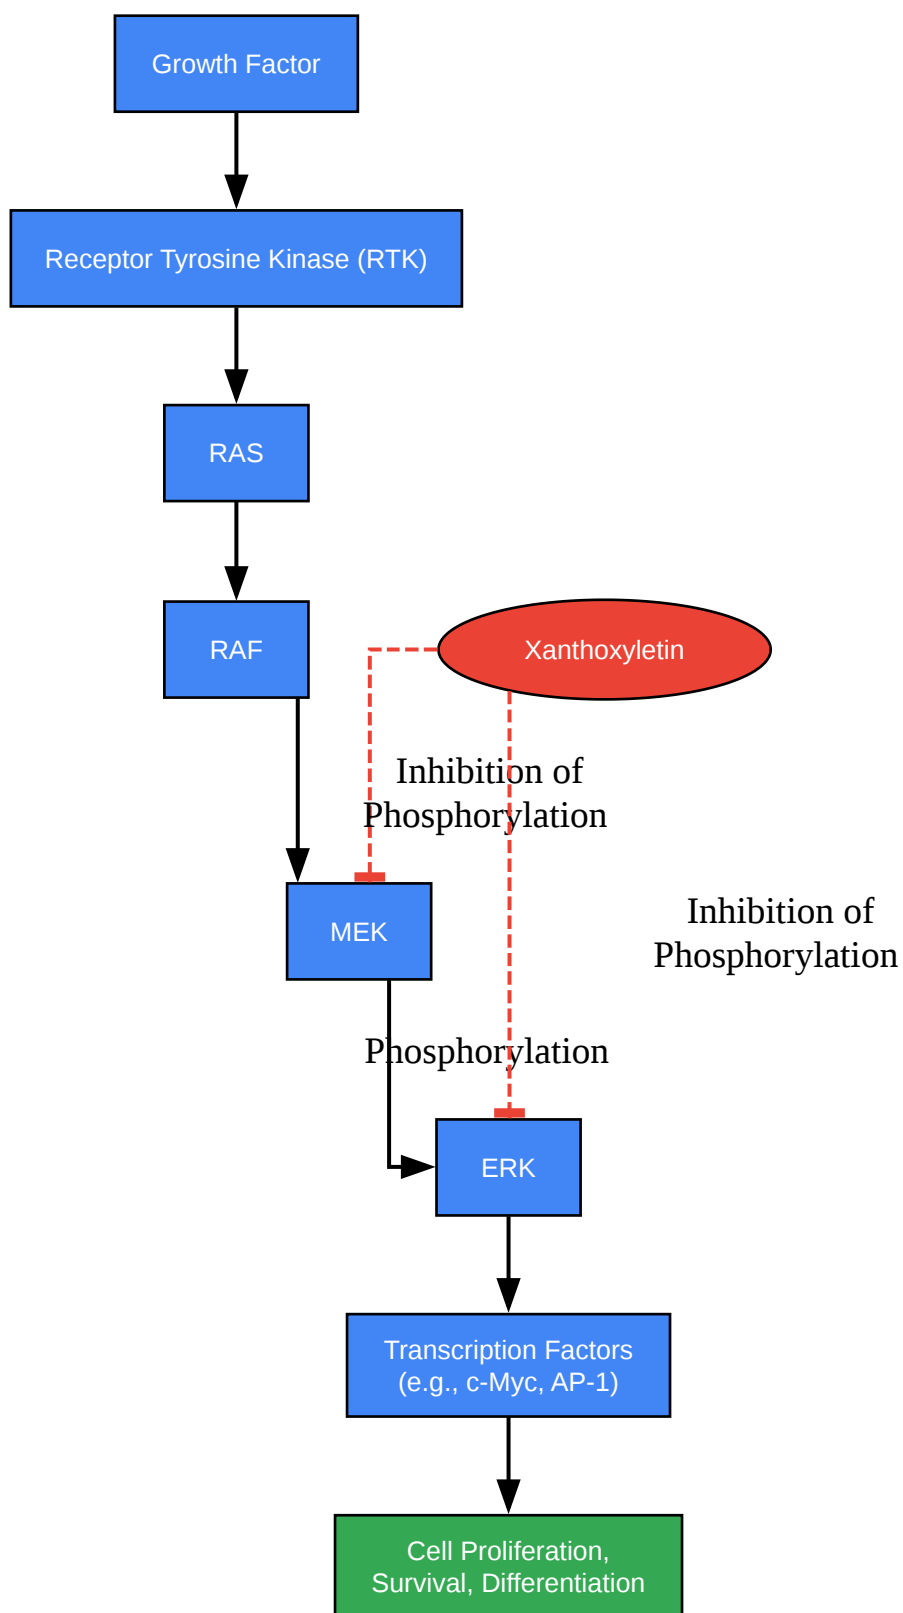 Growth Factor
Receptor Tyrosine Kinase (RTK)
RAS
RAF
Xanthoxyletin
Inhibition of
Phosphorylation
MEK
Inhibition of
Phosphorylation
Phosphorylation
ERK
Transcription Factors
(e.g., c-Myc, AP-1)
Cell Proliferation,
Survival, Differentiation